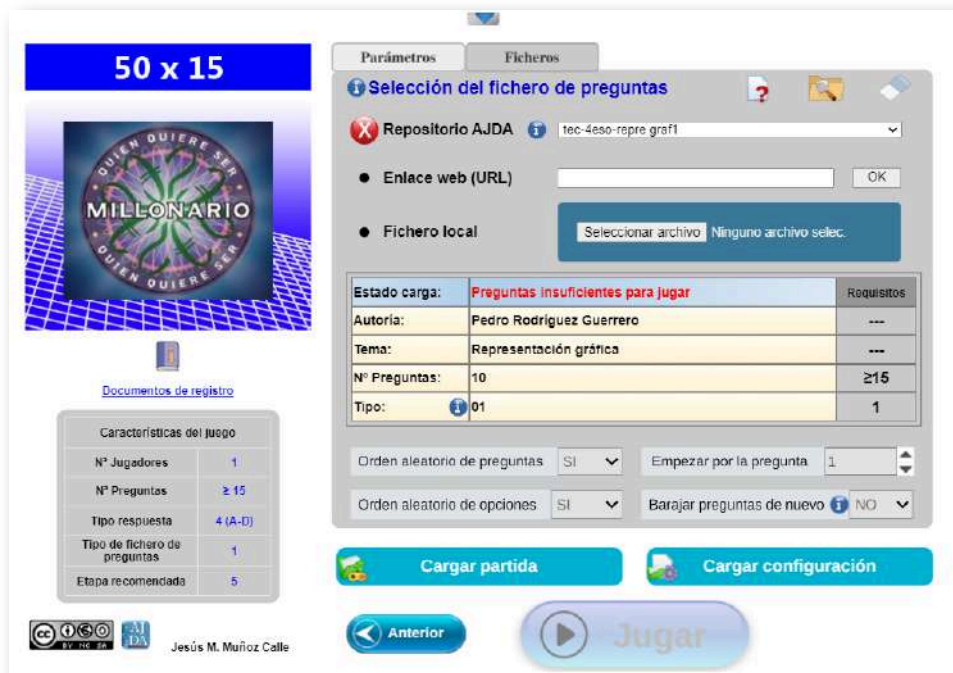 50 x 15
QUIEN QUIERE SER
MILLONARIO
QUIEN QUIERE SER
Documentos de registro
Características del juego
Nº Jugadores 1
Nº Preguntas ≥ 15
Tipo respuesta 4 (A-D)
Tipo de fichero de
preguntas 1
Etapa recomendada 5
CC BY NC SA
AJDA
Jesús M. Muñoz Calle
Parámetros Ficheros
Selección del fichero de preguntas
Repositorio AJDA tec-4eso-repre graf1
Enlace web (URL) OK
Fichero local Seleccionar archivo Ninguno archivo selec.
Estado carga: Preguntas insuficientes para jugar Requisitos
Autoría: Pedro Rodríguez Guerrero ---
Tema: Representación gráfica ---
Nº Preguntas: 10 ≥15
Tipo: 01 1
Orden aleatorio de preguntas SI Empezar por la pregunta 1
Orden aleatorio de opciones SI Barajar preguntas de nuevo NO
Cargar partida Cargar configuración
Anterior Jugar